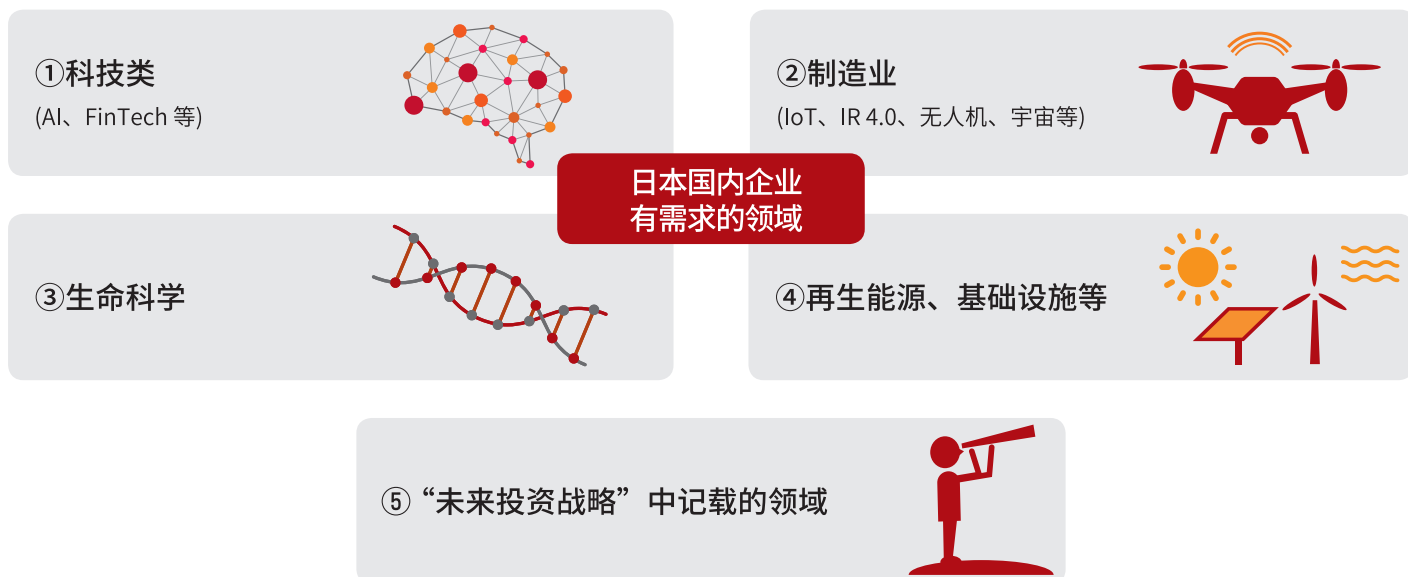 ①科技类
(AI、FinTech 等)
②制造业
(IoT、IR 4.0、无人机、宇宙等)
日本国内企业
有需求的领域
③生命科学
④再生能源、基础设施等
⑤ “未来投资战略” 中记载的领域